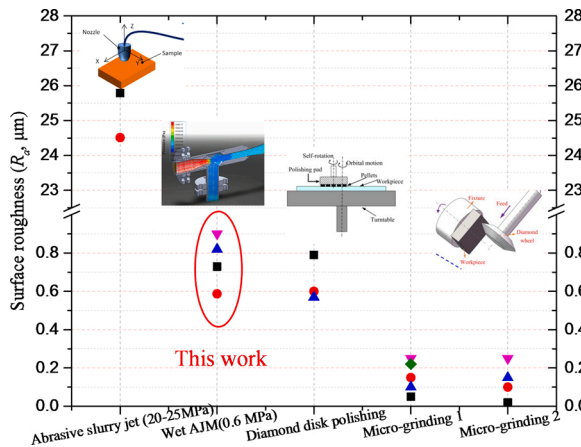 Surface roughness (Ra, μm)
28
27
26
25
24
23
0.8
0.6
0.4
0.2
0.0
28
27
26
25
24
23
0.8
0.6
0.4
0.2
0.0
Nozzle
Z
X
Y
Sample
Self-rotation
Orbital motion
Polishing pad
Pellets
Workpiece
Turntable
Fixture
Feed
Diamond
wheel
Workpiece
This work
Abrasive slurry jet (20-25MPa)
Wet AJM(0.6 MPa)
Diamond disk polishing
Micro-grinding 1
Micro-grinding 2